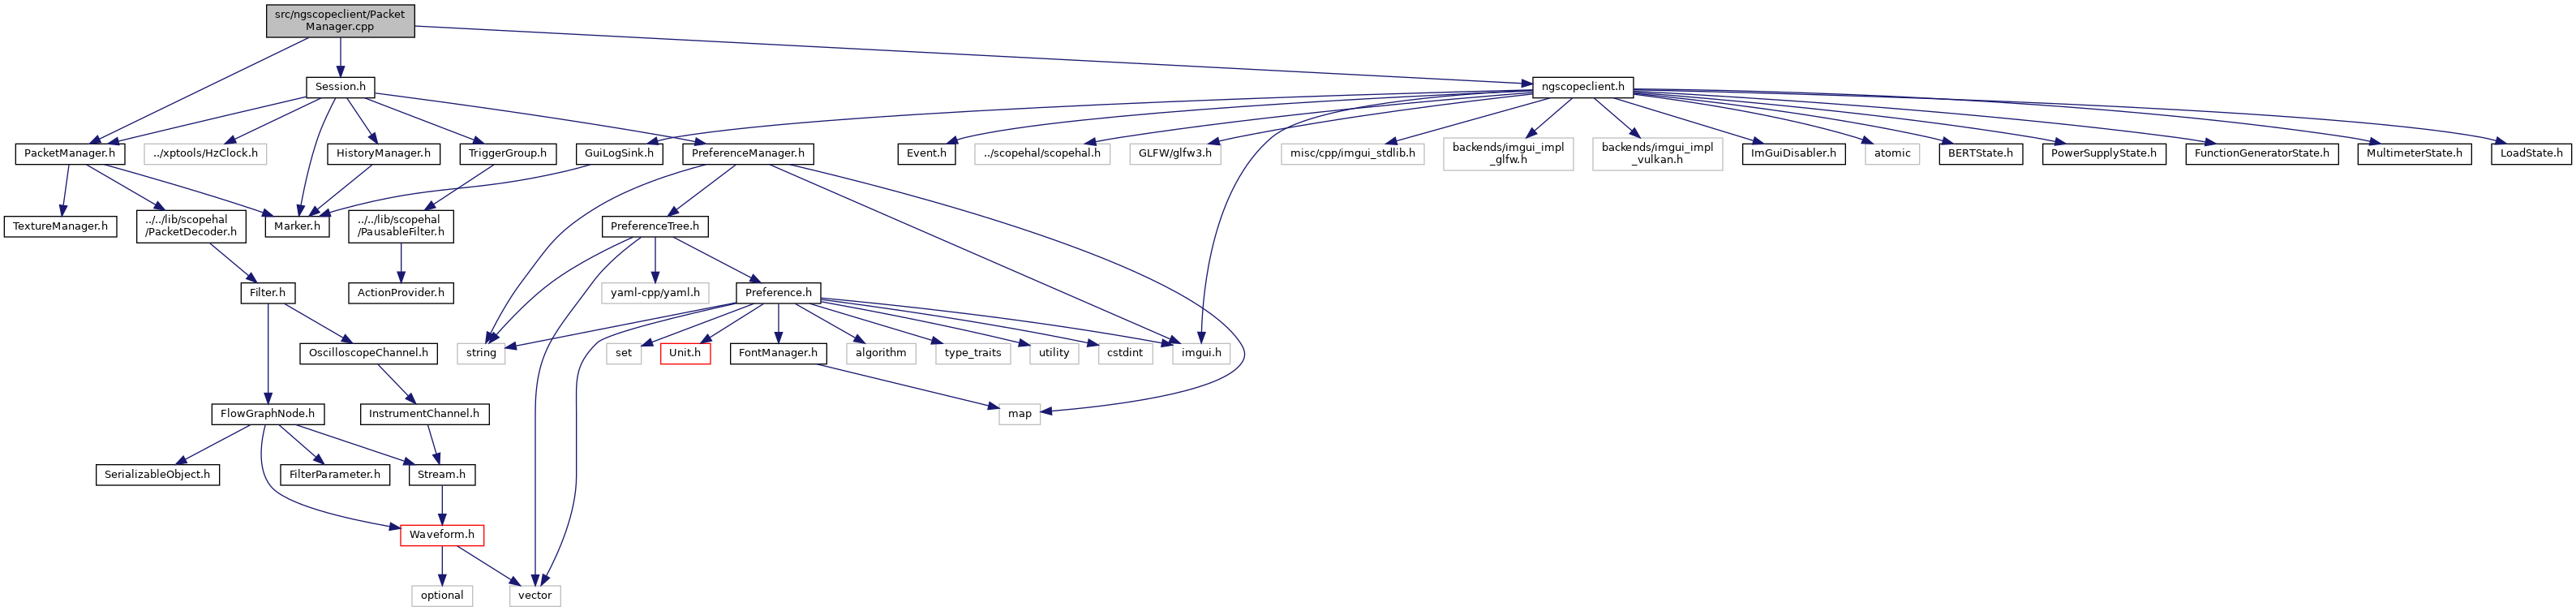 src/ngscopeclient/Packet
Manager.cpp
Session.h
ngscopeclient.h
PacketManager.h
../xptools/HzClock.h
HistoryManager.h
TriggerGroup.h
GuiLogSink.h
PreferenceManager.h
Event.h
../scopehal/scopehal.h
GLFW/glfw3.h
misc/cpp/imgui_stdlib.h
backends/imgui_impl
_glfw.h
backends/imgui_impl
_vulkan.h
ImGuiDisabler.h
atomic
BERTState.h
PowerSupplyState.h
FunctionGeneratorState.h
MultimeterState.h
LoadState.h
TextureManager.h
../../lib/scopehal
/PacketDecoder.h
Marker.h
../../lib/scopehal
/PausableFilter.h
PreferenceTree.h
Filter.h
ActionProvider.h
yaml-cpp/yaml.h
Preference.h
OscilloscopeChannel.h
string
set
Unit.h
FontManager.h
algorithm
type_traits
utility
cstdint
imgui.h
FlowGraphNode.h
InstrumentChannel.h
map
SerializableObject.h
FilterParameter.h
Stream.h
Waveform.h
optional
vector